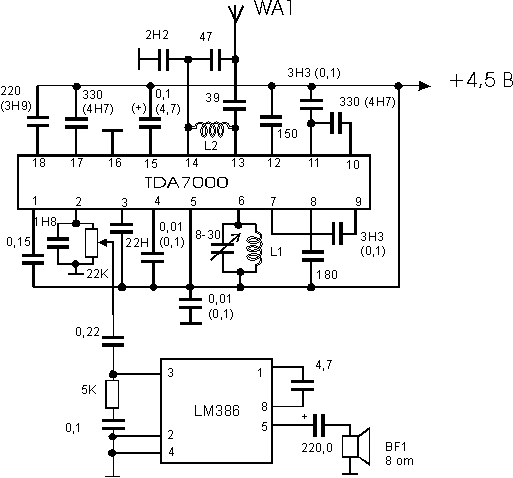 WA1
2H2
47
+4,5 В
220
(3H9)
330
(4H7)
(+)
0,1
(4,7)
39
150
3H3 (0,1)
330 (4H7)
L2
18 17 16 15 14 13 12 11 10
TDA7000
1 2 3 4 5 6 7 8 9
0,15
1H8
22K
22H
0,01
(0,1)
8-30
L1
180
3H3
(0,1)
0,01
(0,1)
0,22
5K
0,1
3
2
4
LM386
1
8
5
4,7
+
220,0
BF1
8 om